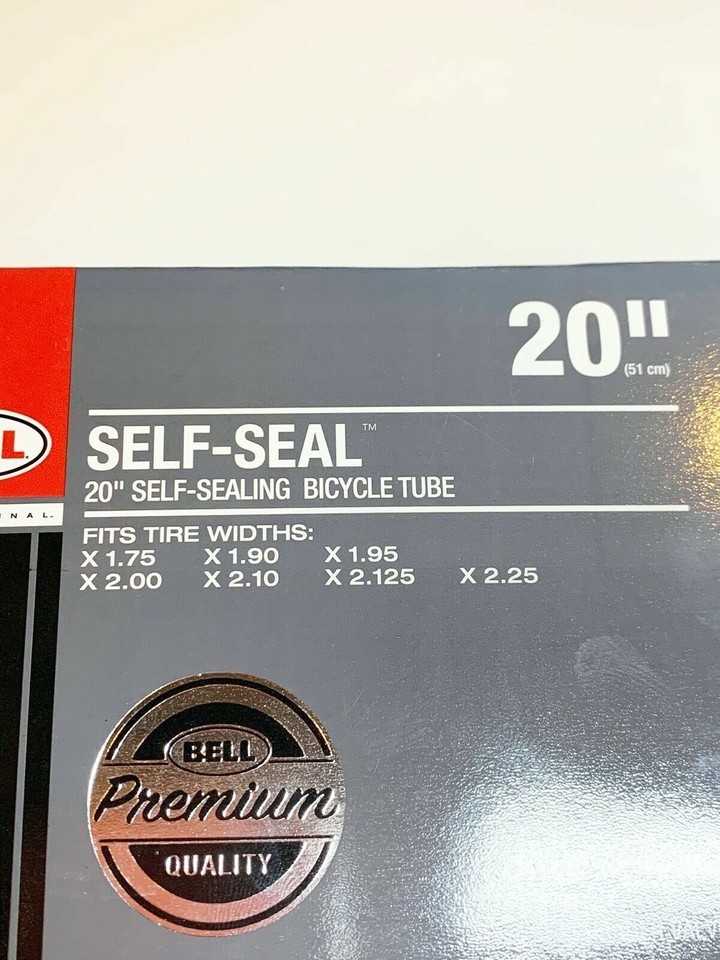 20"
(51 cm)
SELF-SEAL™
20" SELF-SEALING BICYCLE TUBE
FITS TIRE WIDTHS:
X 1.75 X 1.90 X 1.95
X 2.00 X 2.10 X 2.125 X 2.25
L
N A L
BELL
Premium
QUALITY